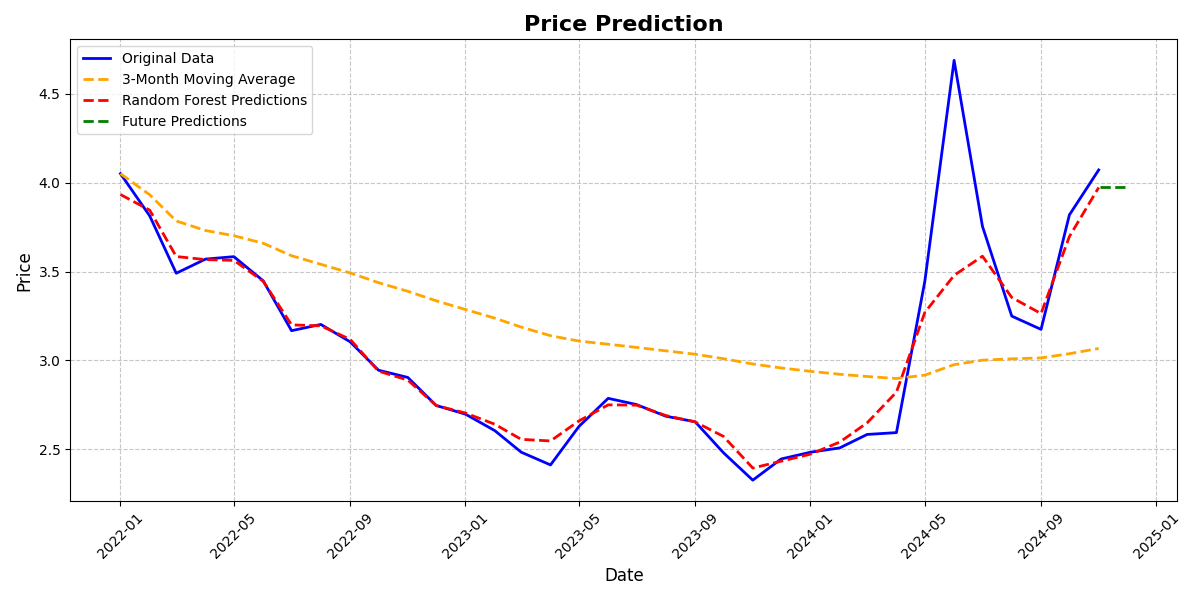 Price Prediction
Original Data
3-Month Moving Average
Random Forest Predictions
Future Predictions
Price
4.5
4.0
3.5
3.0
2.5
2022-01
2022-05
2022-09
2023-01
2023-05
2023-09
2024-01
2024-05
2024-09
2025-01
Date